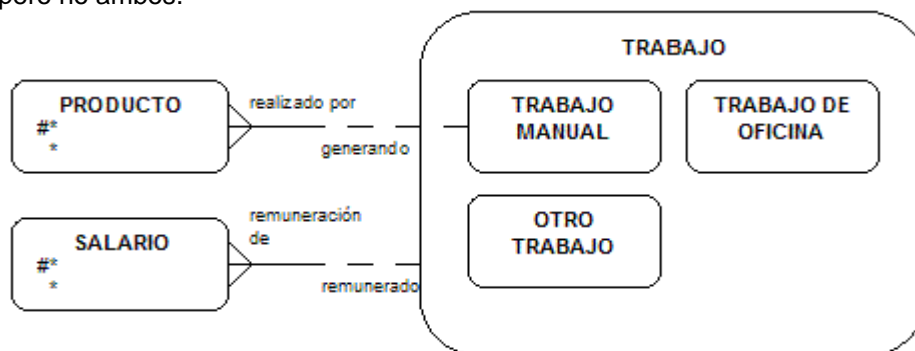 pero no ambos.
TRABAJO
PRODUCTO
#*
*
realizado por
generando
TRABAJO
MANUAL
TRABAJO DE
OFICINA
SALARIO
#*
*
remuneración
de
remunerado
OTRO
TRABAJO